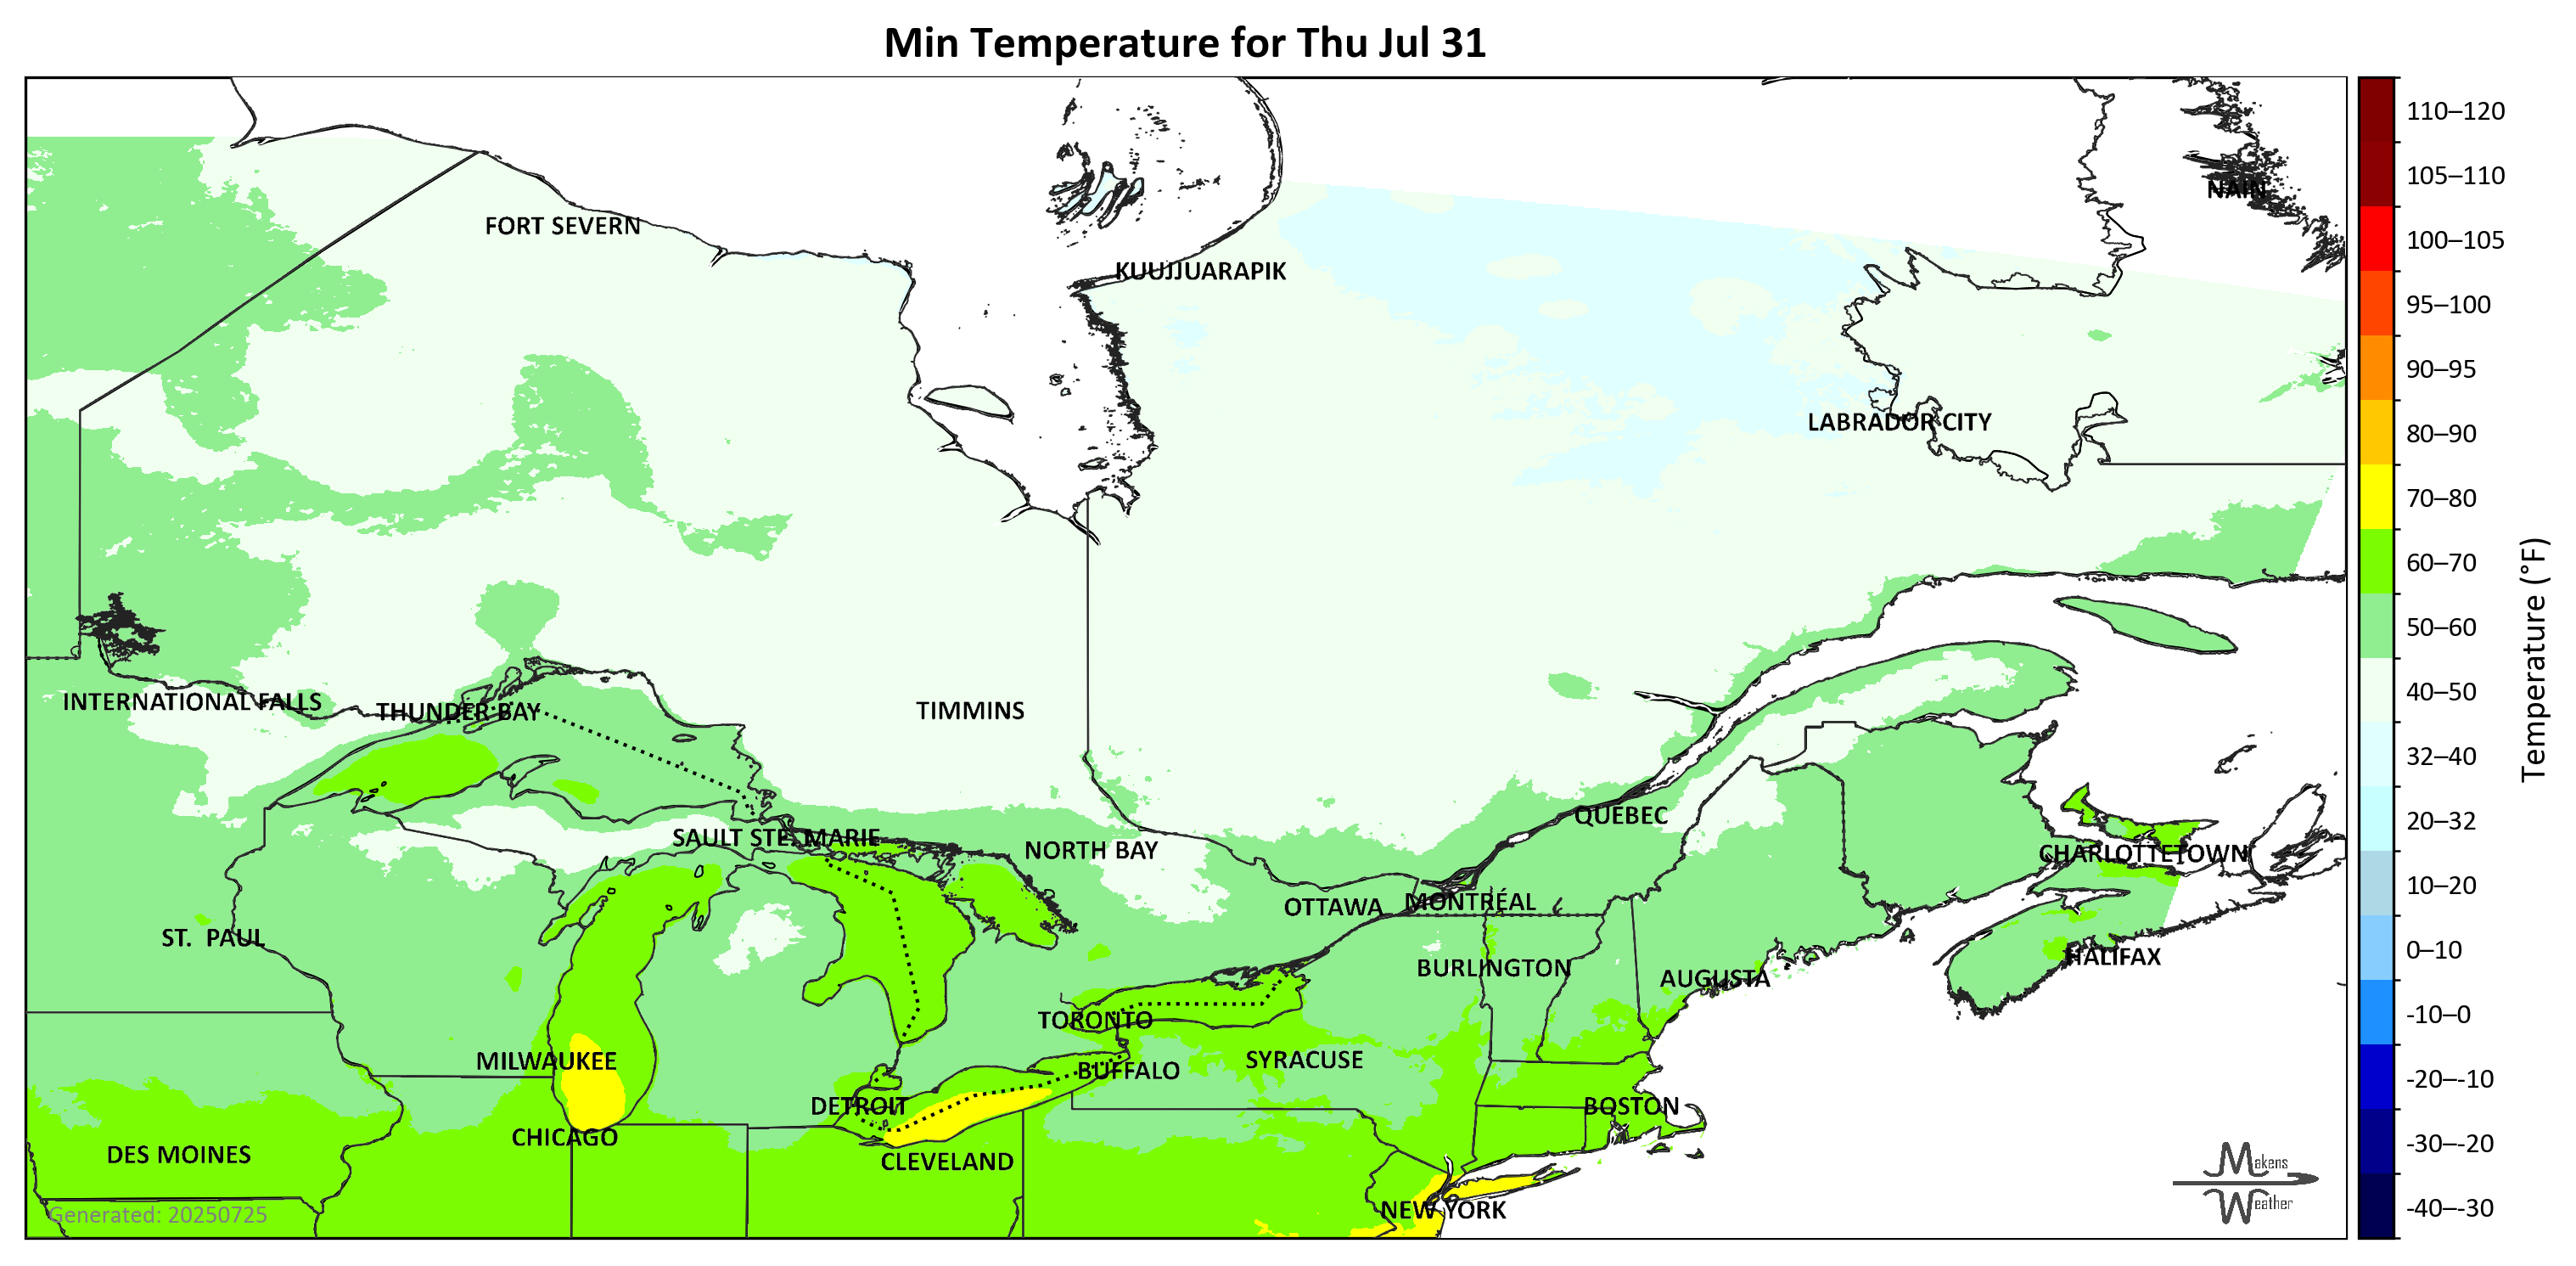 Min Temperature for Thu Jul 31
NAIN
FORT SEVERN
KUUJJUARAPIK
LABRADOR CITY
INTERNATIONAL FALLS
THUNDER BAY
TIMMINS
QUÉBEC
SAULT STE. MARIE
NORTH BAY
CHARLOTTETOWN
OTTAWA
MONTRÉAL
ST. PAUL
HALIFAX
BURLINGTON
AUGUSTA
TORONTO
MILWAUKEE
SYRACUSE
BUFFALO
DETROIT
BOSTON
CHICAGO
DES MOINES
CLEVELAND
NEW YORK
Generated: 20250725
Makens
Weather
110–120
105–110
100–105
95–100
90–95
80–90
70–80
60–70
50–60
40–50
32–40
20–32
10–20
0–10
-10–0
-20–-10
-30–-20
-40–-30
Temperature (°F)